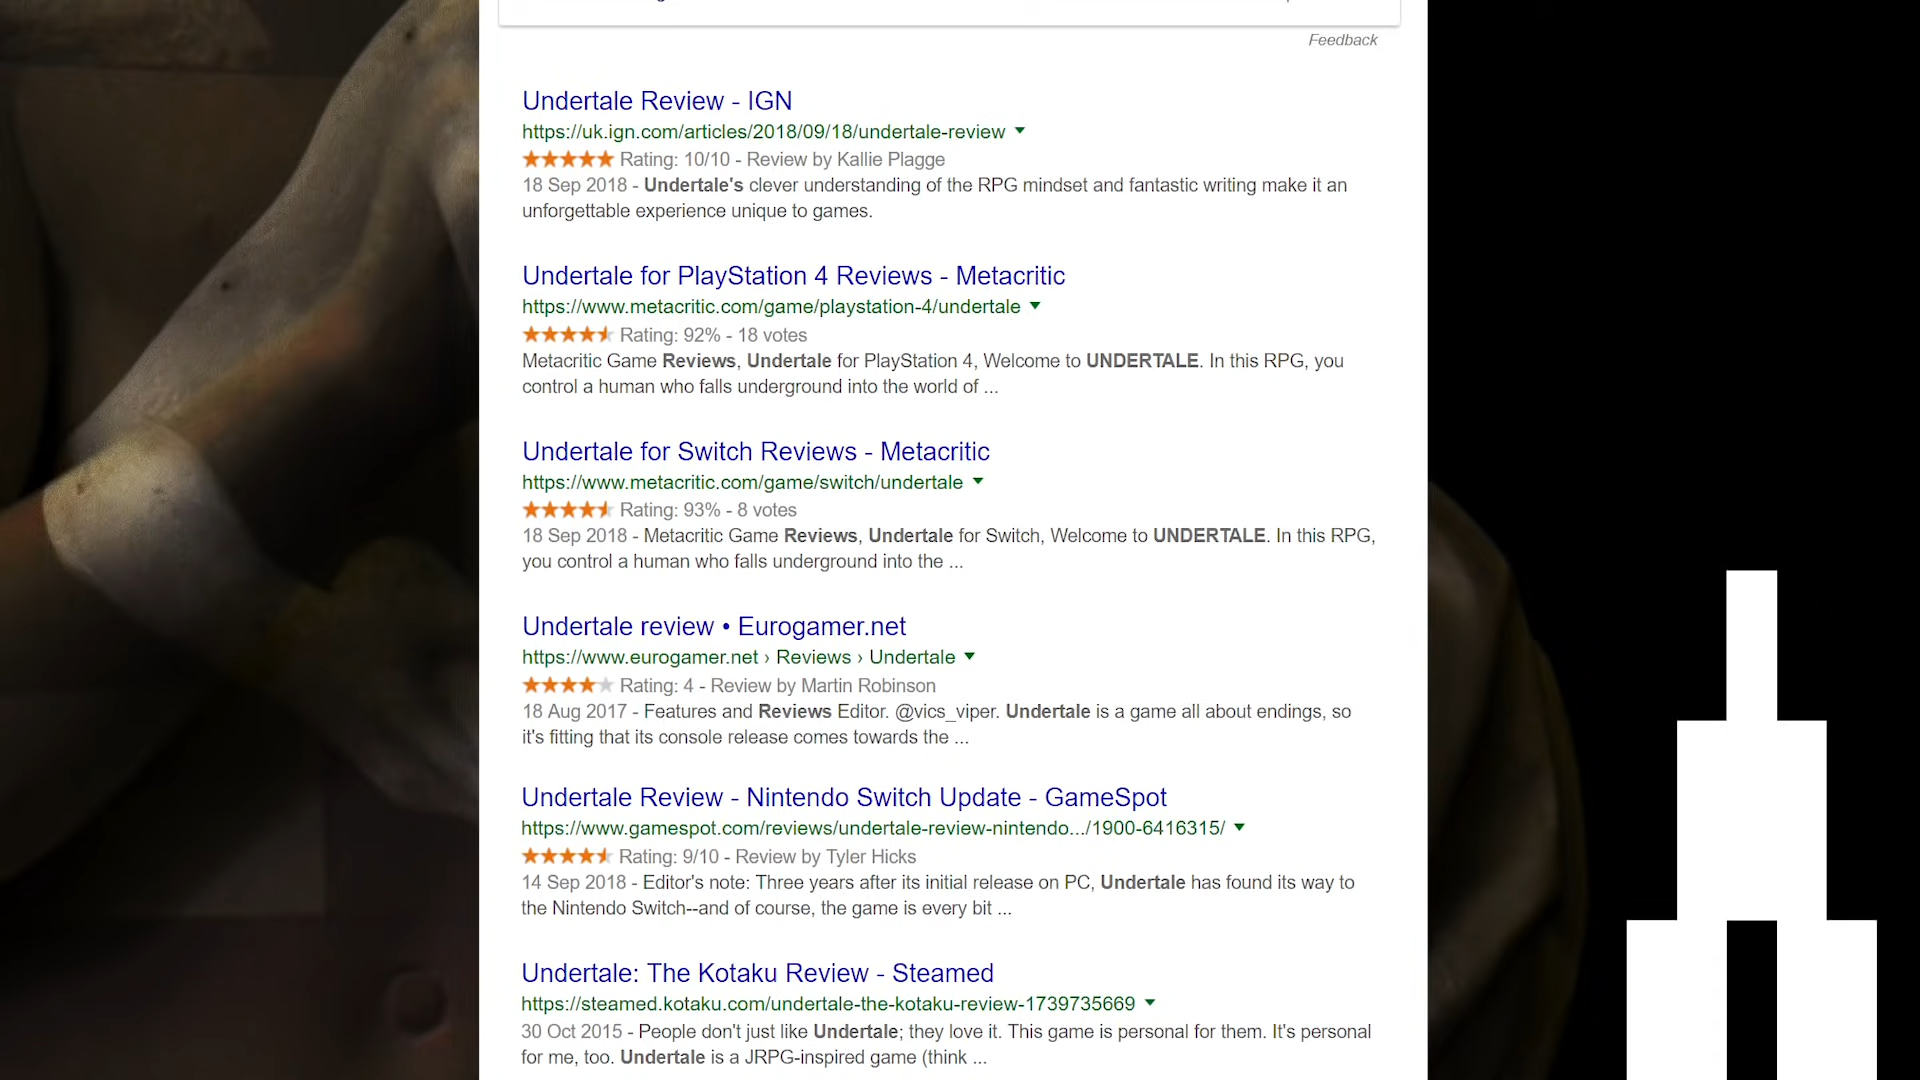 Feedback
Undertale Review - IGN
https://uk.ign.com/articles/2018/09/18/undertale-review
Rating: 10/10 - Review by Kallie Plagge
18 Sep 2018 - Undertale's clever understanding of the RPG mindset and fantastic writing make it an
unforgettable experience unique to games.
Undertale for PlayStation 4 Reviews - Metacritic
https://www.metacritic.com/game/playstation-4/undertale
Rating: 92% - 18 votes
Metacritic Game Reviews, Undertale for PlayStation 4, Welcome to UNDERTALE. In this RPG, you
control a human who falls underground into the world of ...
Undertale for Switch Reviews - Metacritic
https://www.metacritic.com/game/switch/undertale
Rating: 93% - 8 votes
18 Sep 2018 - Metacritic Game Reviews, Undertale for Switch, Welcome to UNDERTALE. In this RPG,
you control a human who falls underground into the ...
Undertale review • Eurogamer.net
https://www.eurogamer.net › Reviews › Undertale
Rating: 4 - Review by Martin Robinson
18 Aug 2017 - Features and Reviews Editor. @vics_viper. Undertale is a game all about endings, so
it's fitting that its console release comes towards the ...
Undertale Review - Nintendo Switch Update - GameSpot
https://www.gamespot.com/reviews/undertale-review-nintendo.../1900-6416315/
Rating: 9/10 - Review by Tyler Hicks
14 Sep 2018 - Editor's note: Three years after its initial release on PC, Undertale has found its way to
the Nintendo Switch--and of course, the game is every bit ...
Undertale: The Kotaku Review - Steamed
https://steamed.kotaku.com/undertale-the-kotaku-review-1739735669
30 Oct 2015 - People don't just like Undertale; they love it. This game is personal for them. It's personal
for me, too. Undertale is a JRPG-inspired game (think ...